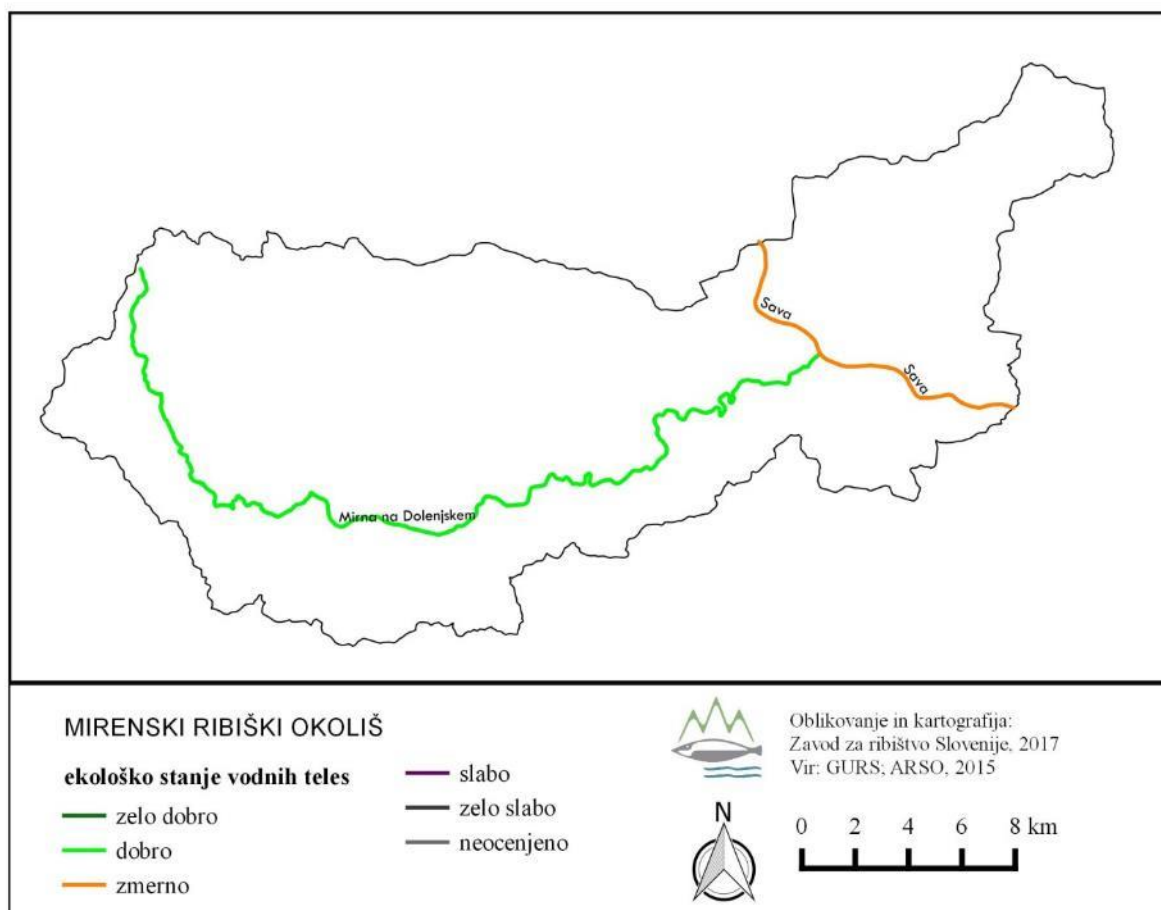 Sava
Sava
Mirna na Dolenjskem
MIRENSKI RIBIŠKI OKOLIŠ
ekološko stanje vodnih teles
zelo dobro
dobro
zmerno
slabo
zelo slabo
neocenjeno
Oblikovanje in kartografija:
Zavod za ribištvo Slovenije, 2017
Vir: GURS; ARSO, 2015
N
0 2 4 6 8 km